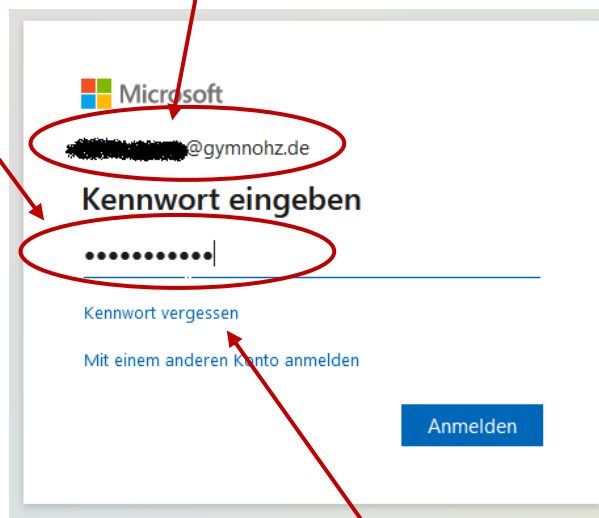 Microsoft
@gymnohz.de
Kennwort eingeben
•••••••••••
Kennwort vergessen
Mit einem anderen Konto anmelden
Anmelden